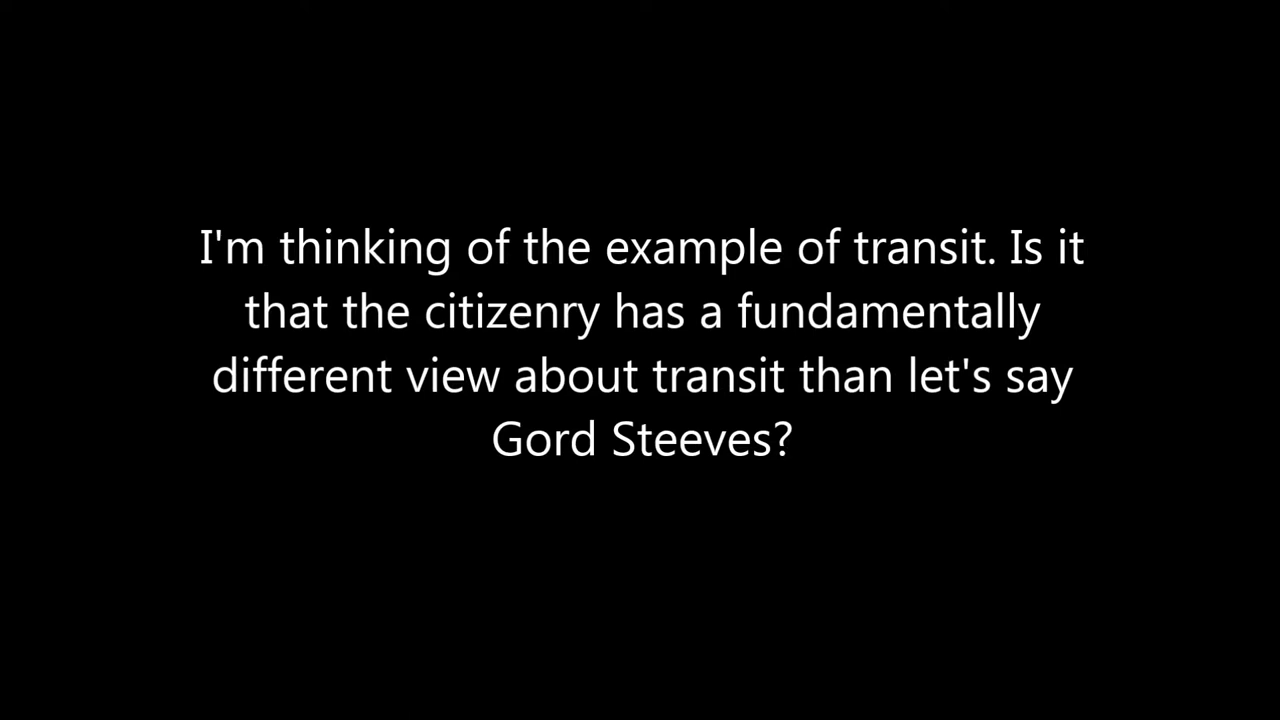 I'm thinking of the example of transit. Is it
that the citizenry has a fundamentally
different view about transit than let's say
Gord Steeves?